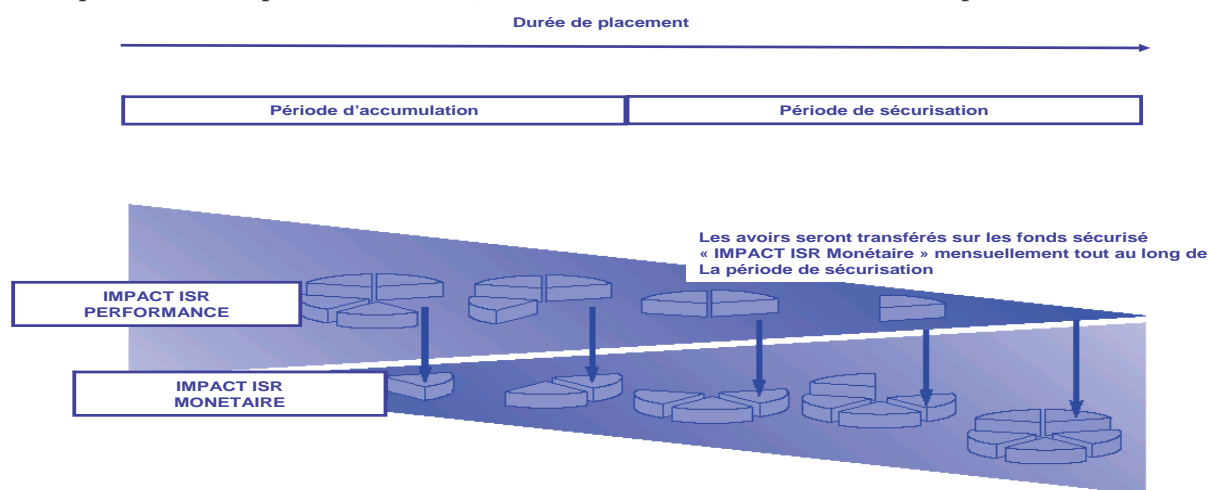 Durée de placement
Période d'accumulation
Période de sécurisation
Les avoirs seront transférés sur les fonds sécurisé
« IMPACT ISR Monétaire » mensuellement tout au long de
La période de sécurisation
IMPACT ISR
PERFORMANCE
IMPACT ISR
MONETAIRE